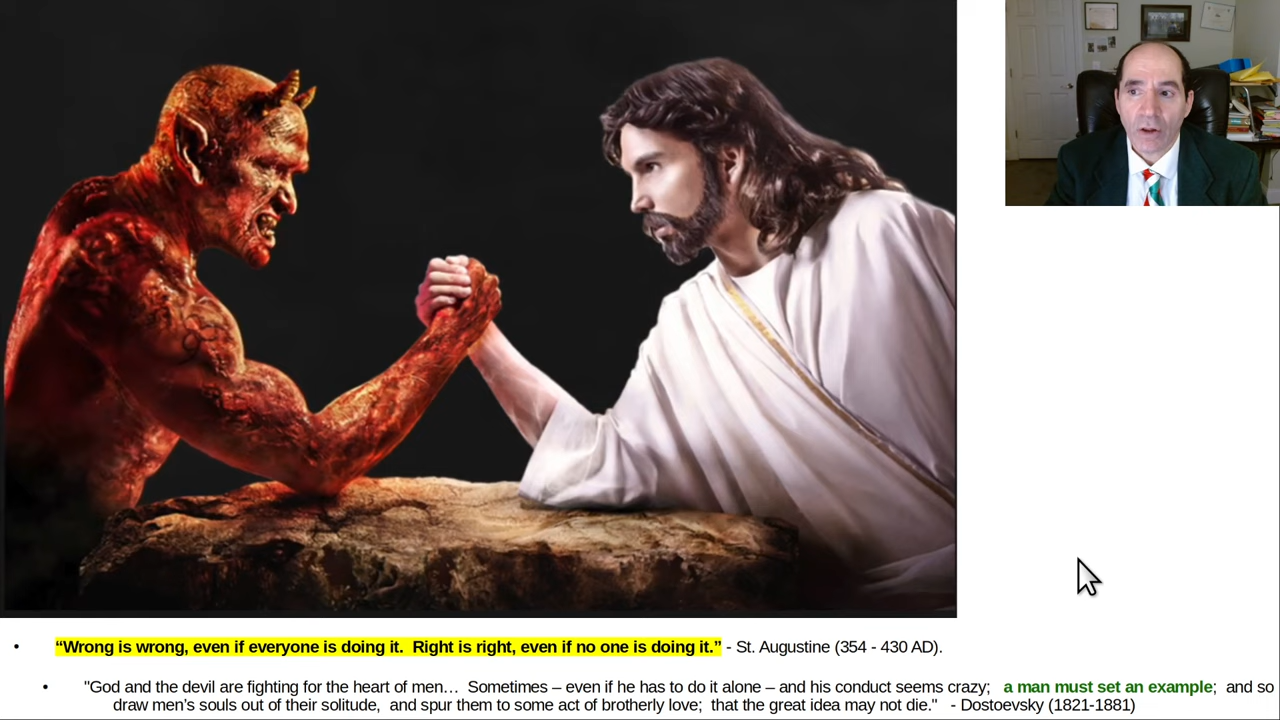 • “Wrong is wrong, even if everyone is doing it. Right is right, even if no one is doing it.” - St. Augustine (354 - 430 AD).
• "God and the devil are fighting for the heart of men… Sometimes – even if he has to do it alone – and his conduct seems crazy; a man must set an example; and so
draw men’s souls out of their solitude, and spur them to some act of brotherly love; that the great idea may not die." - Dostoevsky (1821-1881)